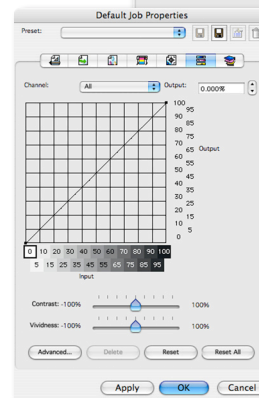 Default Job Properties
Preset:
Channel: All Output: 0.000%
100
95
90
85
80
75
70
65
60
55
50
45
40
35
30
25
20
15
10
5
0
Output
0 10 20 30 40 50 60 70 80 90 100
5 15 25 35 45 55 65 75 85 95
Input
Contrast: -100% 100%
Vividness: -100% 100%
Advanced... Delete Reset Reset All
Apply OK Cancel